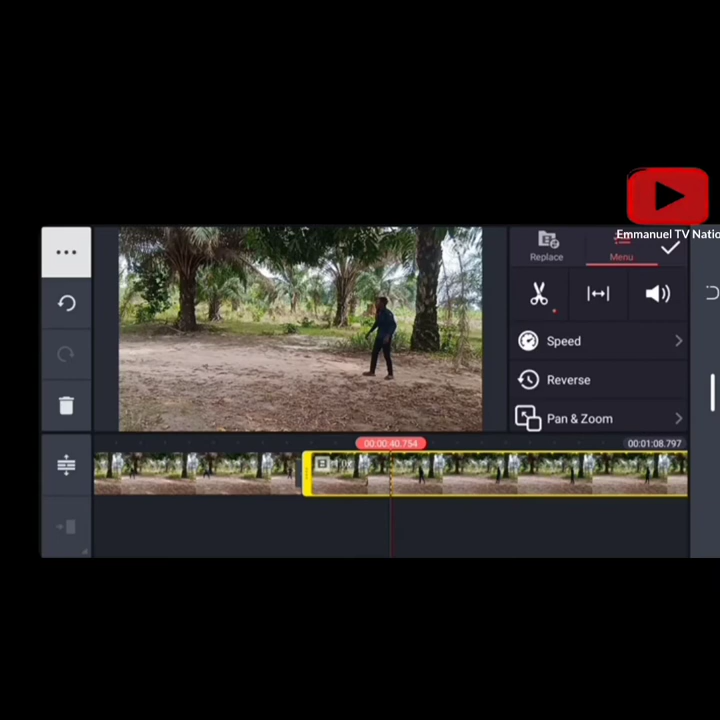 Emmanuel TV Natio
Replace
Menu
Speed
Reverse
Pan & Zoom
00:00:40.754
00:01:08.797